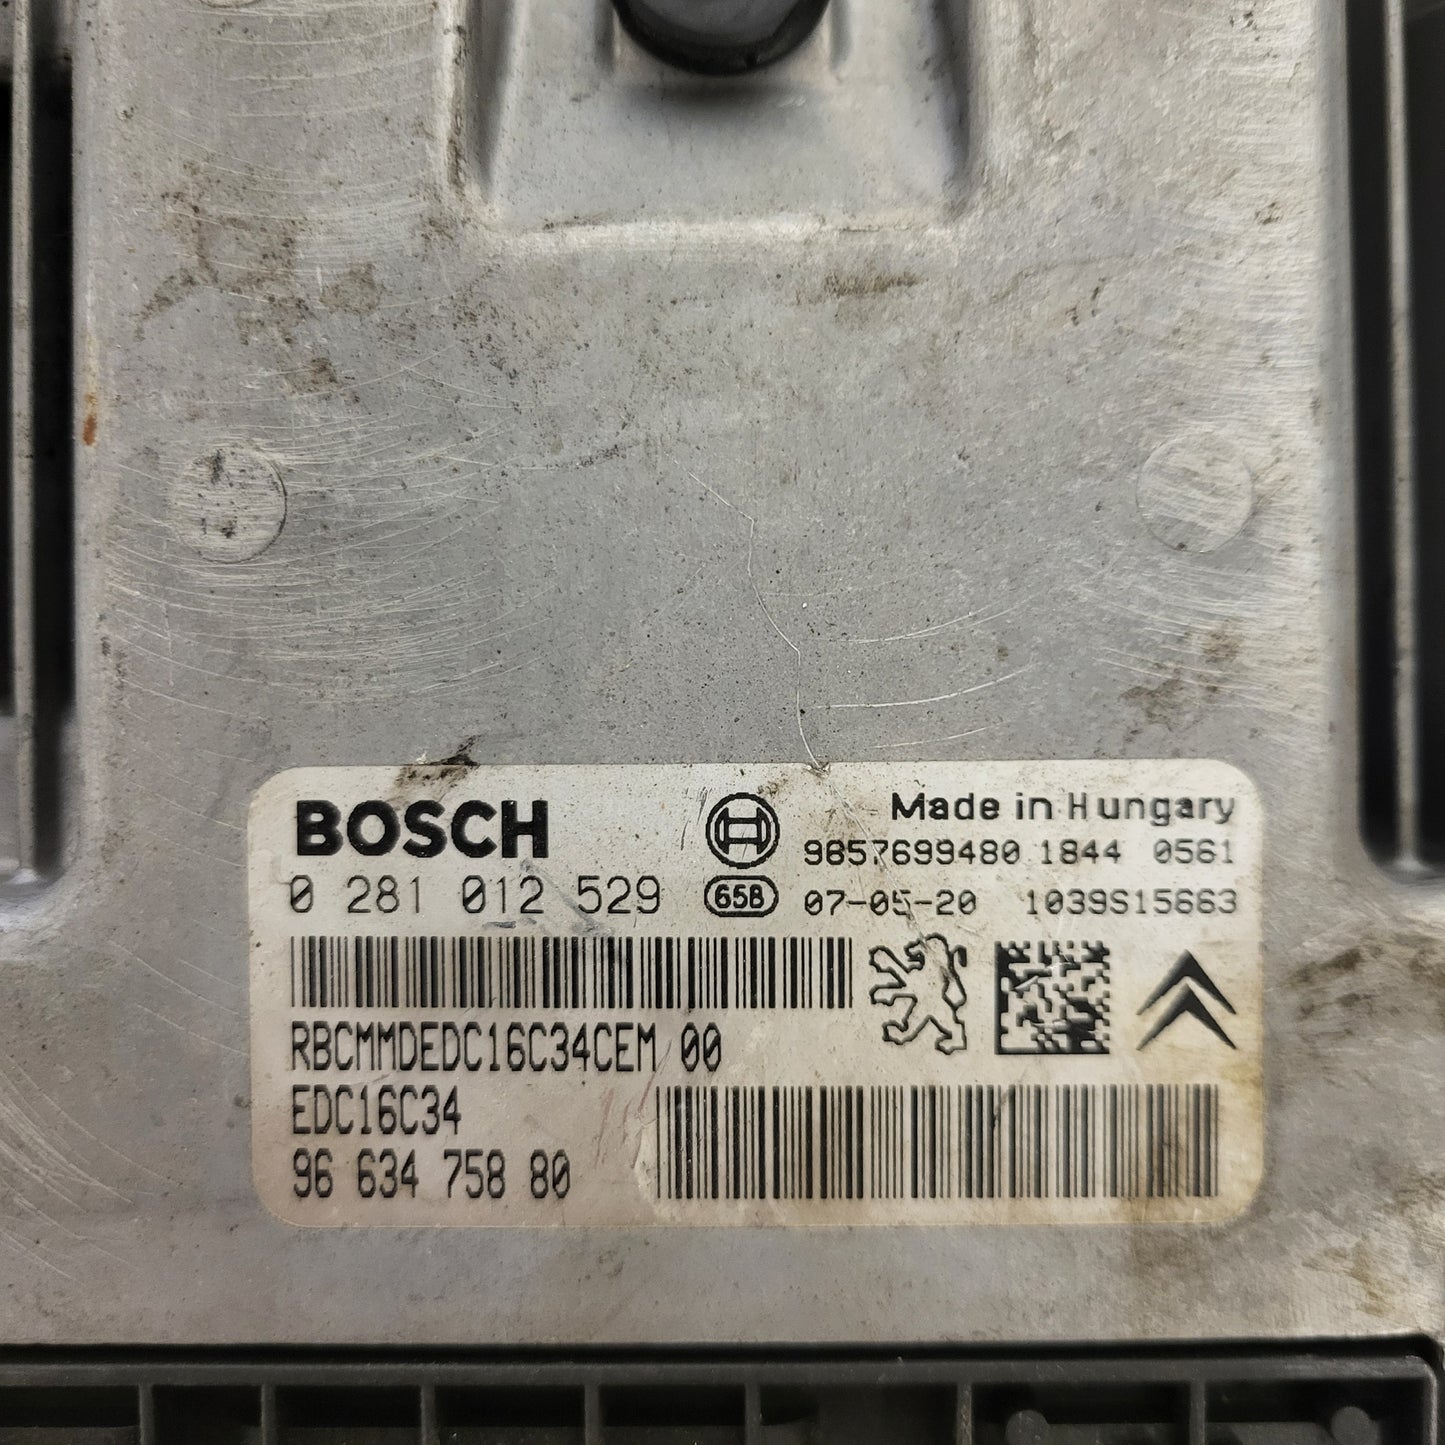 BOSCH
Made in Hungary
9857699480 1844 0561
0 281 012 529
65B
07-05-20 1039S15663
RBCMMDEDC16C34CEM 00
EDC16C34
96 634 758 80